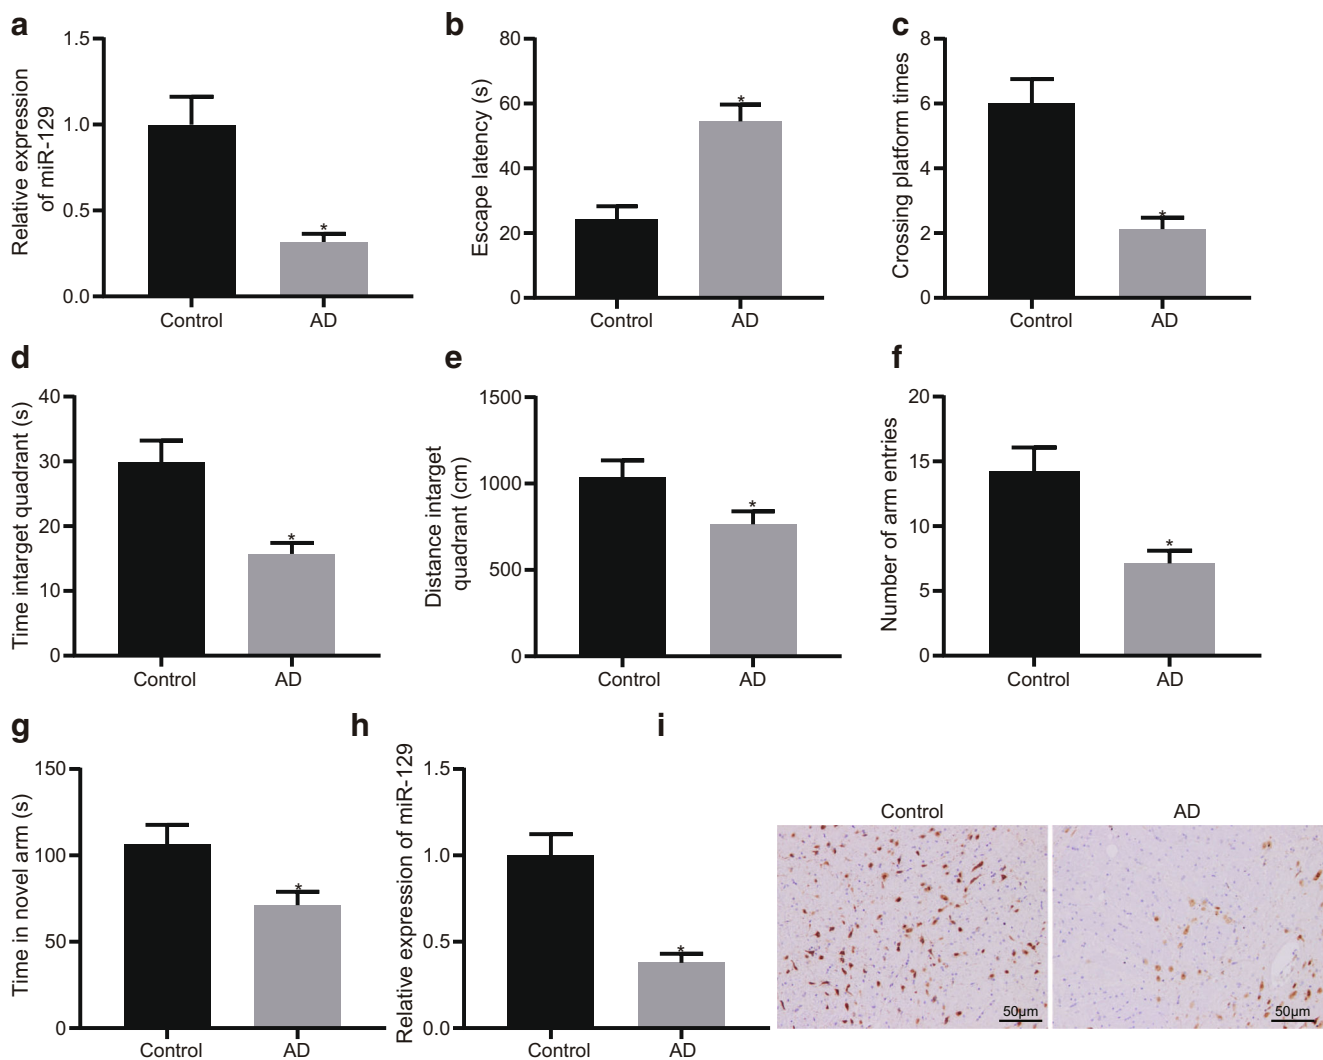 a
Relative expression
of miR-129
1.5
1.0
0.5
0.0
*
Control
AD
b
Escape latency (s)
80
60
40
20
0
*
Control
AD
c
Crossing platform times
8
6
4
2
0
*
Control
AD
d
Time intarget quadrant (s)
40
30
20
10
0
*
Control
AD
e
Distance intarget
quadrant (cm)
1500
1000
500
0
*
Control
AD
f
Number of arm entries
20
15
10
5
0
*
Control
AD
g
Time in novel arm (s)
150
100
50
0
*
Control
AD
h
Relative expression of miR-129
1.5
1.0
0.5
0.0
*
Control
AD
i
Control
AD
50µm
50µm